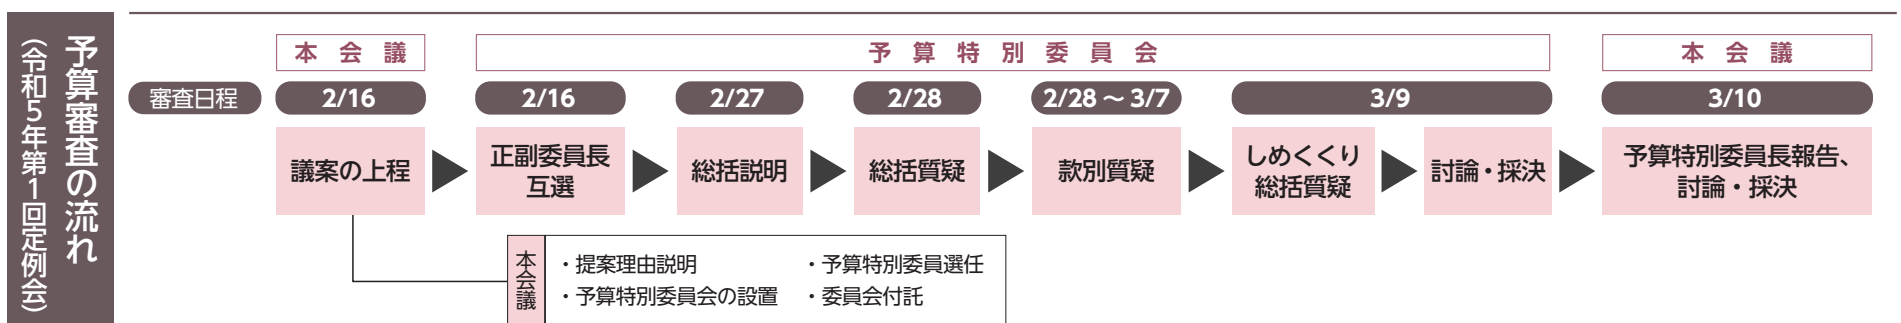 予算審査の流れ
（令和5年第1回定例会）
本会議
予算特別委員会
本会議
審査日程
2/16
2/16
2/27
2/28
2/28～3/7
3/9
3/10
議案の上程
正副委員長
互選
総括説明
総括質疑
款別質疑
しめくくり
総括質疑
討論・採決
予算特別委員長報告、
討論・採決
本会議
・提案理由説明
・予算特別委員選任
・予算特別委員会の設置
・委員会付託